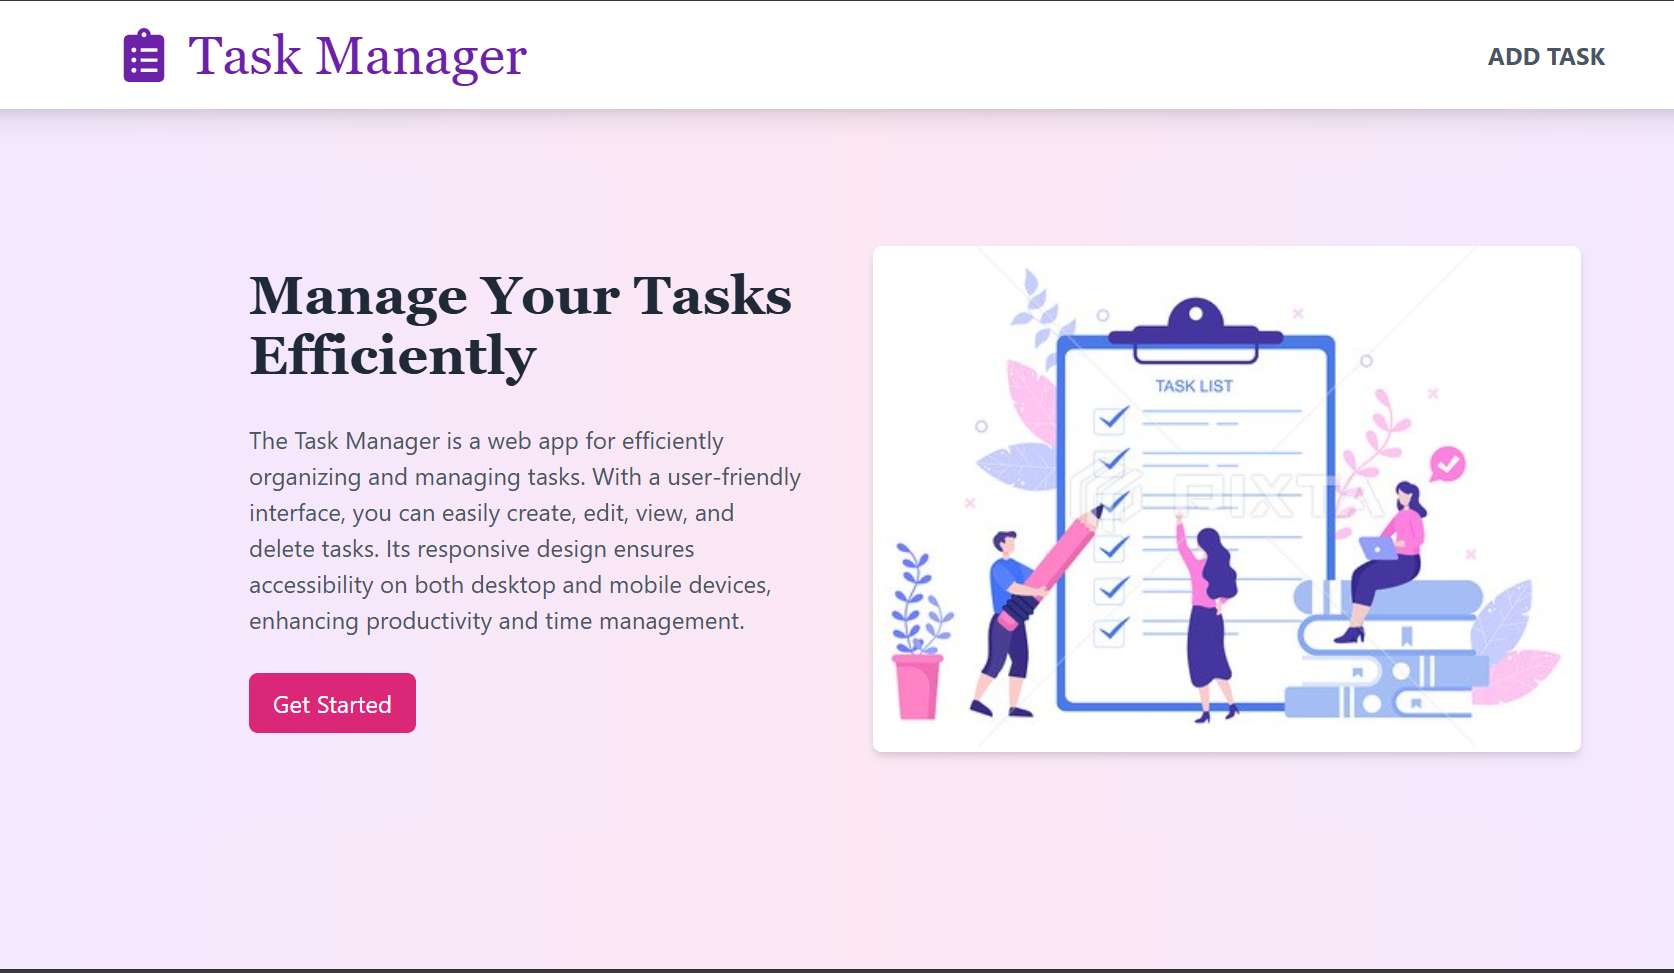 Task Manager
ADD TASK
Manage Your Tasks
Efficiently
The Task Manager is a web app for efficiently
organizing and managing tasks. With a user-friendly
interface, you can easily create, edit, view, and
delete tasks. Its responsive design ensures
accessibility on both desktop and mobile devices,
enhancing productivity and time management.
Get Started
TASK LIST
PIXTA